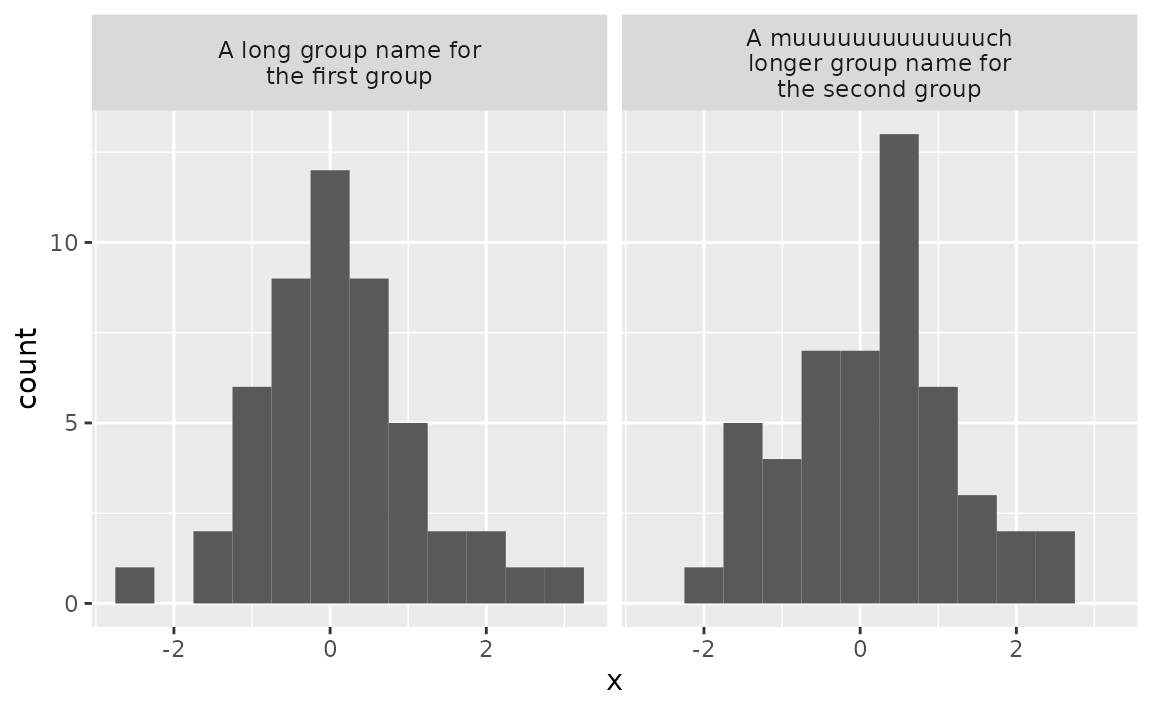 A long group name for
the first group
A muuuuuuuuuuuuuch
longer group name for
the second group
count
10
5
0
-2
0
2
-2
0
2
x